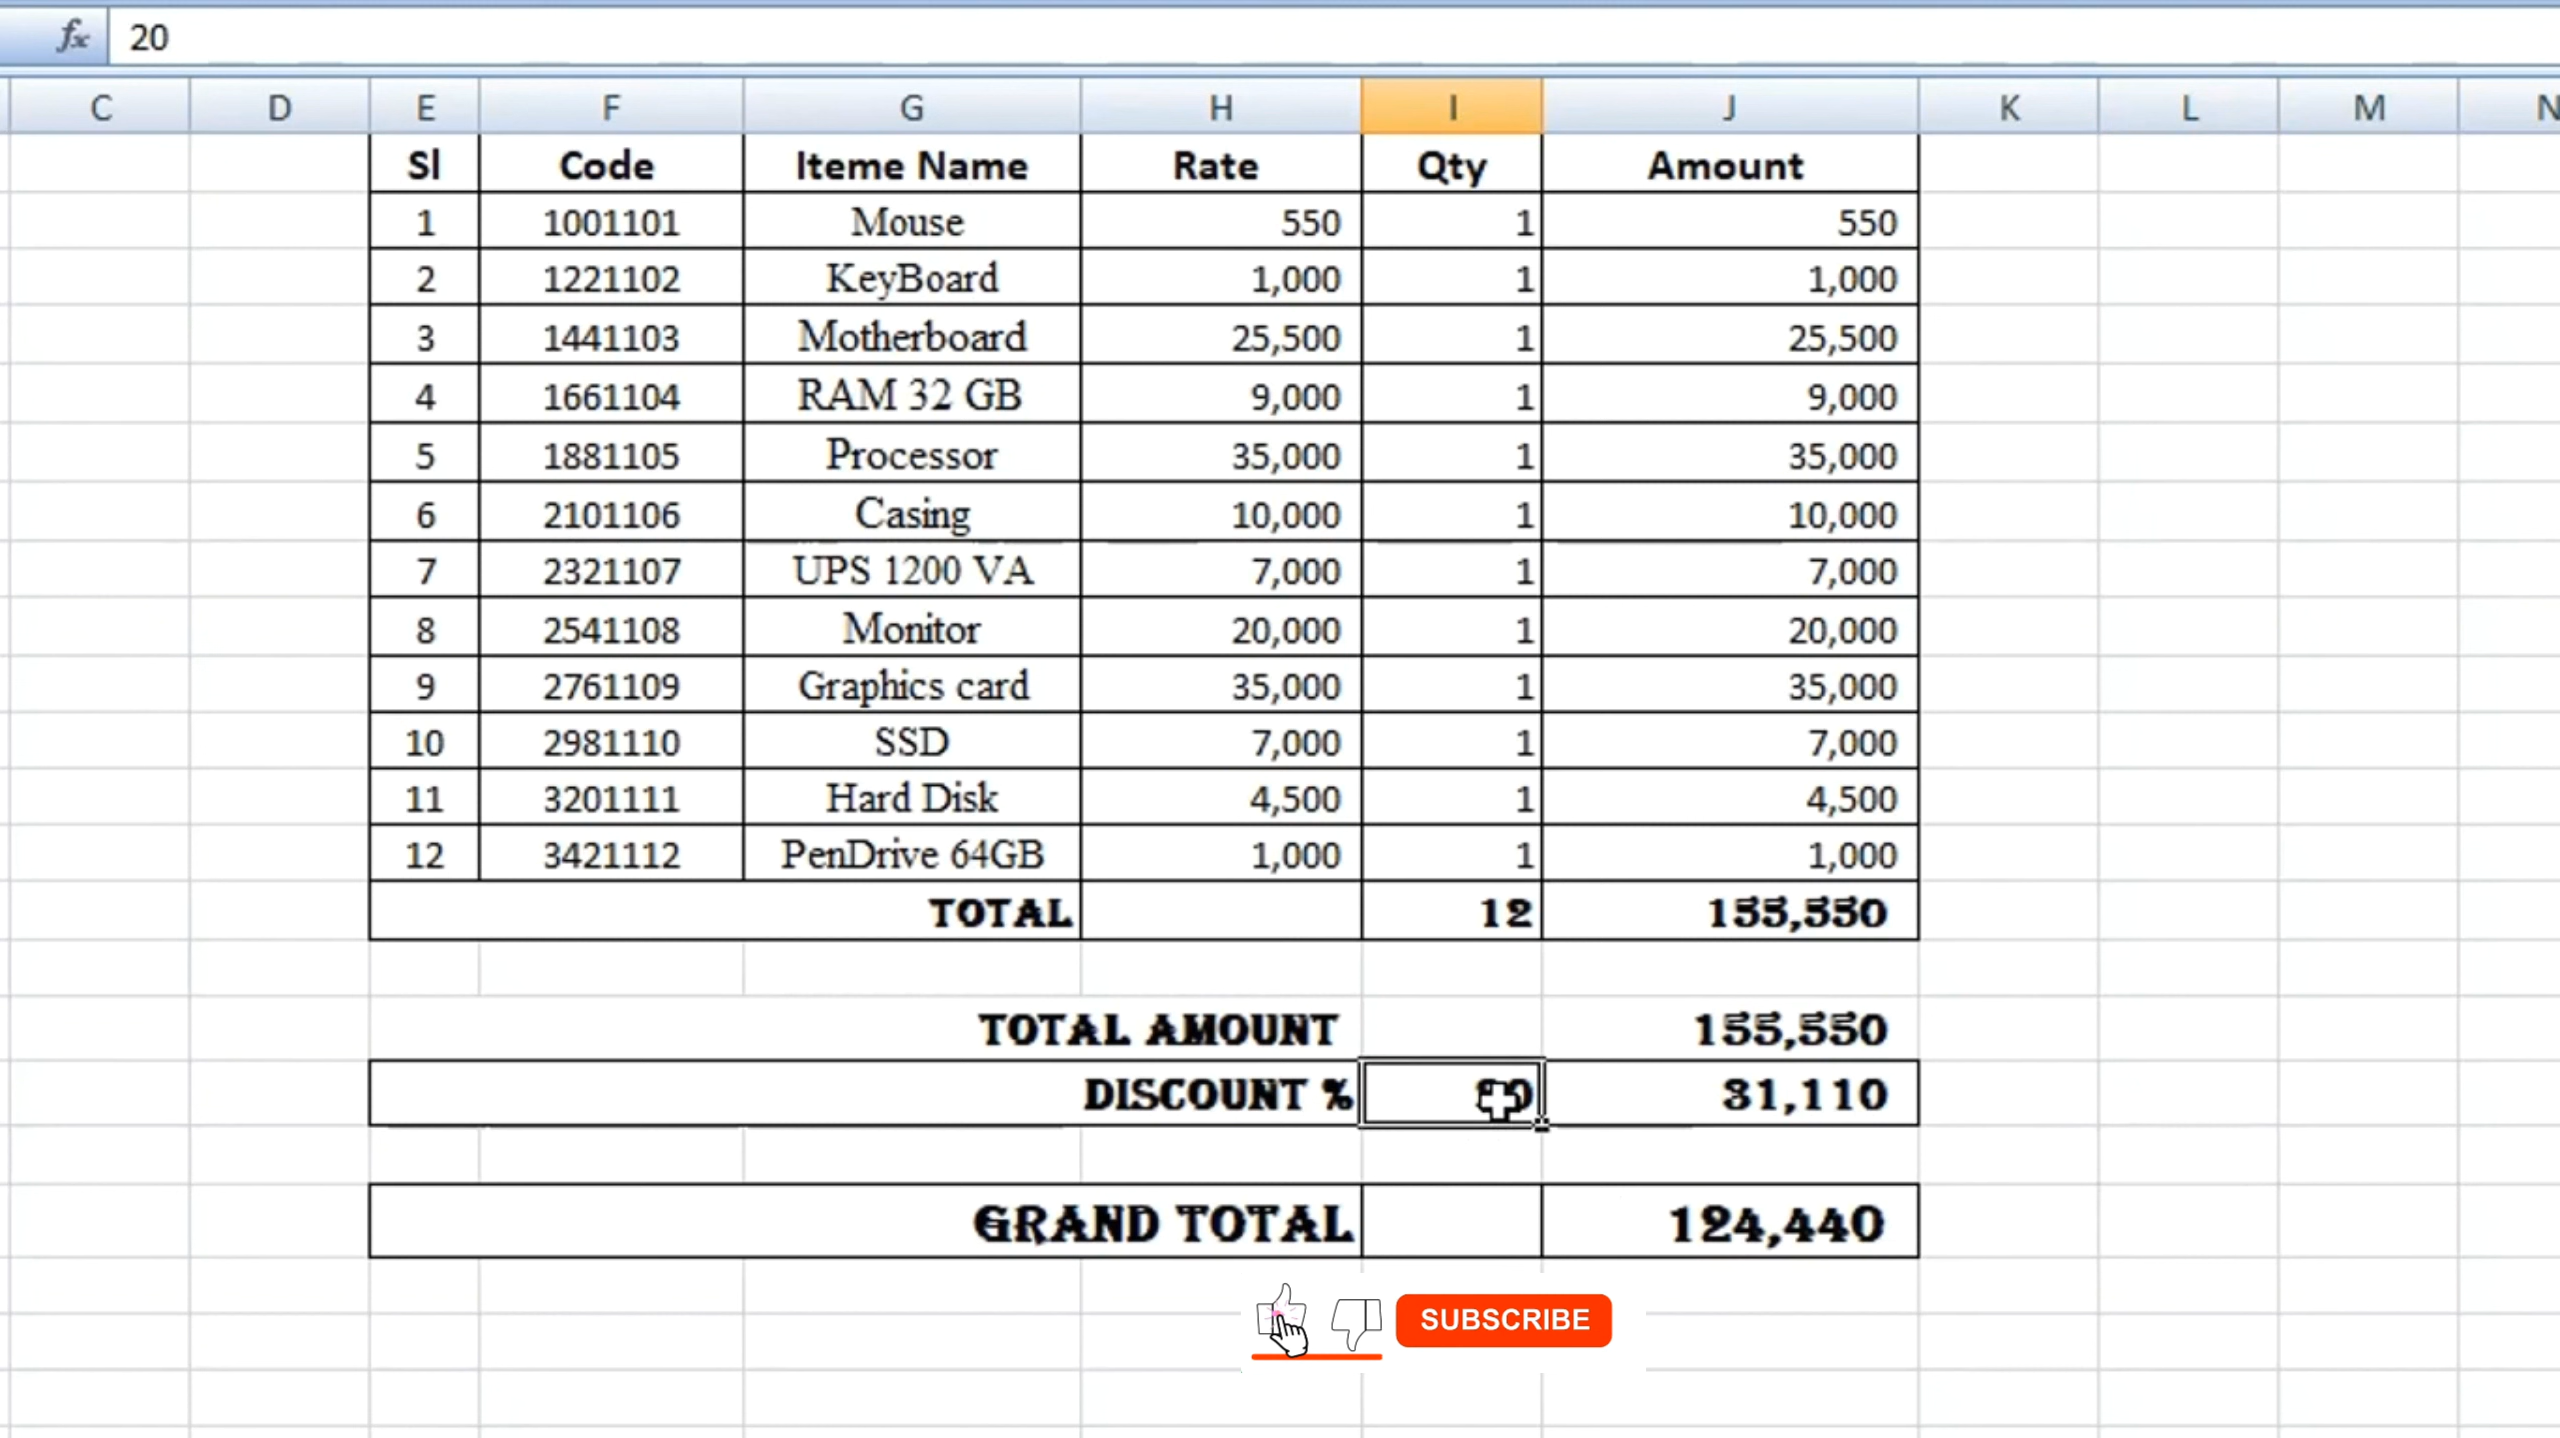 fx 20
C D E F G H I J K L M N
Sl Code Iteme Name Rate Qty Amount
1 1001101 Mouse 550 1 550
2 1221102 KeyBoard 1,000 1 1,000
3 1441103 Motherboard 25,500 1 25,500
4 1661104 RAM 32 GB 9,000 1 9,000
5 1881105 Processor 35,000 1 35,000
6 2101106 Casing 10,000 1 10,000
7 2321107 UPS 1200 VA 7,000 1 7,000
8 2541108 Monitor 20,000 1 20,000
9 2761109 Graphics card 35,000 1 35,000
10 2981110 SSD 7,000 1 7,000
11 3201111 Hard Disk 4,500 1 4,500
12 3421112 PenDrive 64GB 1,000 1 1,000
TOTAL 12 155,550
TOTAL AMOUNT 155,550
DISCOUNT % 20 31,110
GRAND TOTAL 124,440
SUBSCRIBE